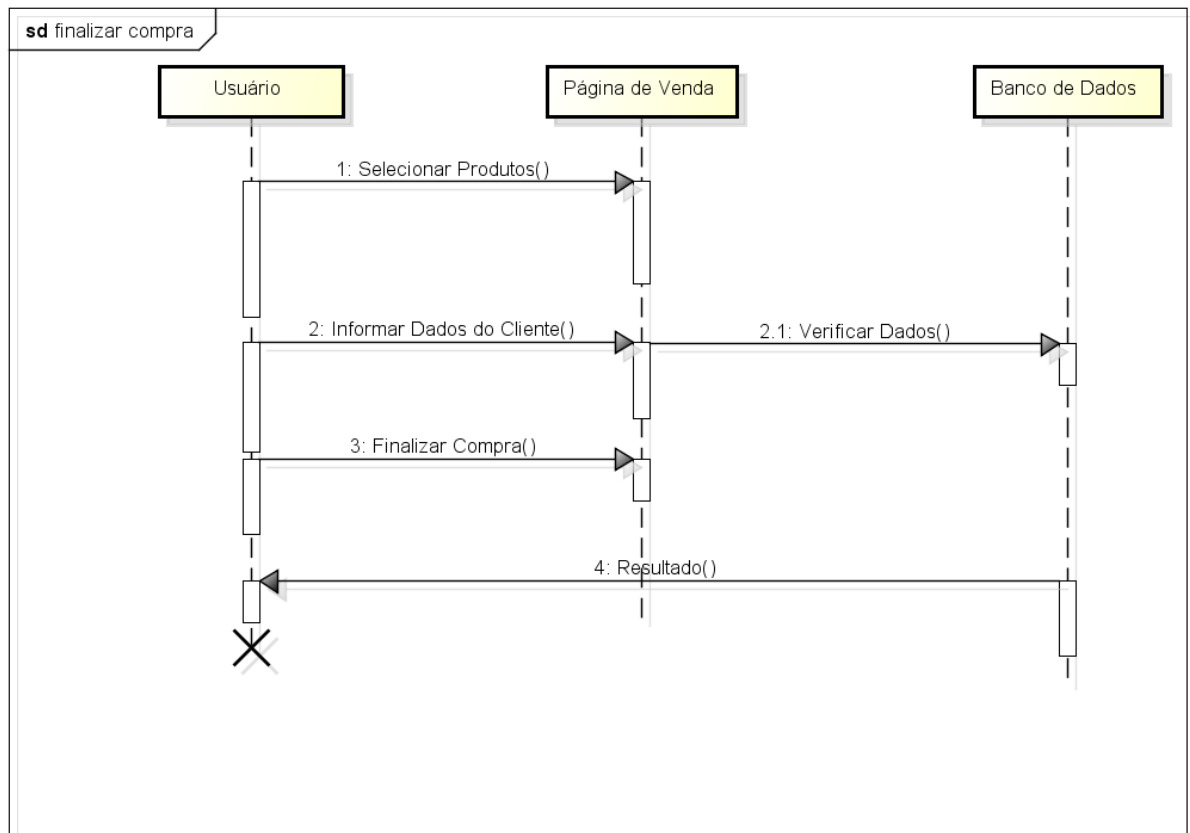 sd finalizar compra
Usuário
Página de Venda
Banco de Dados
1: Selecionar Produtos()
2: Informar Dados do Cliente()
2.1: Verificar Dados()
3: Finalizar Compra()
4: Resultado()